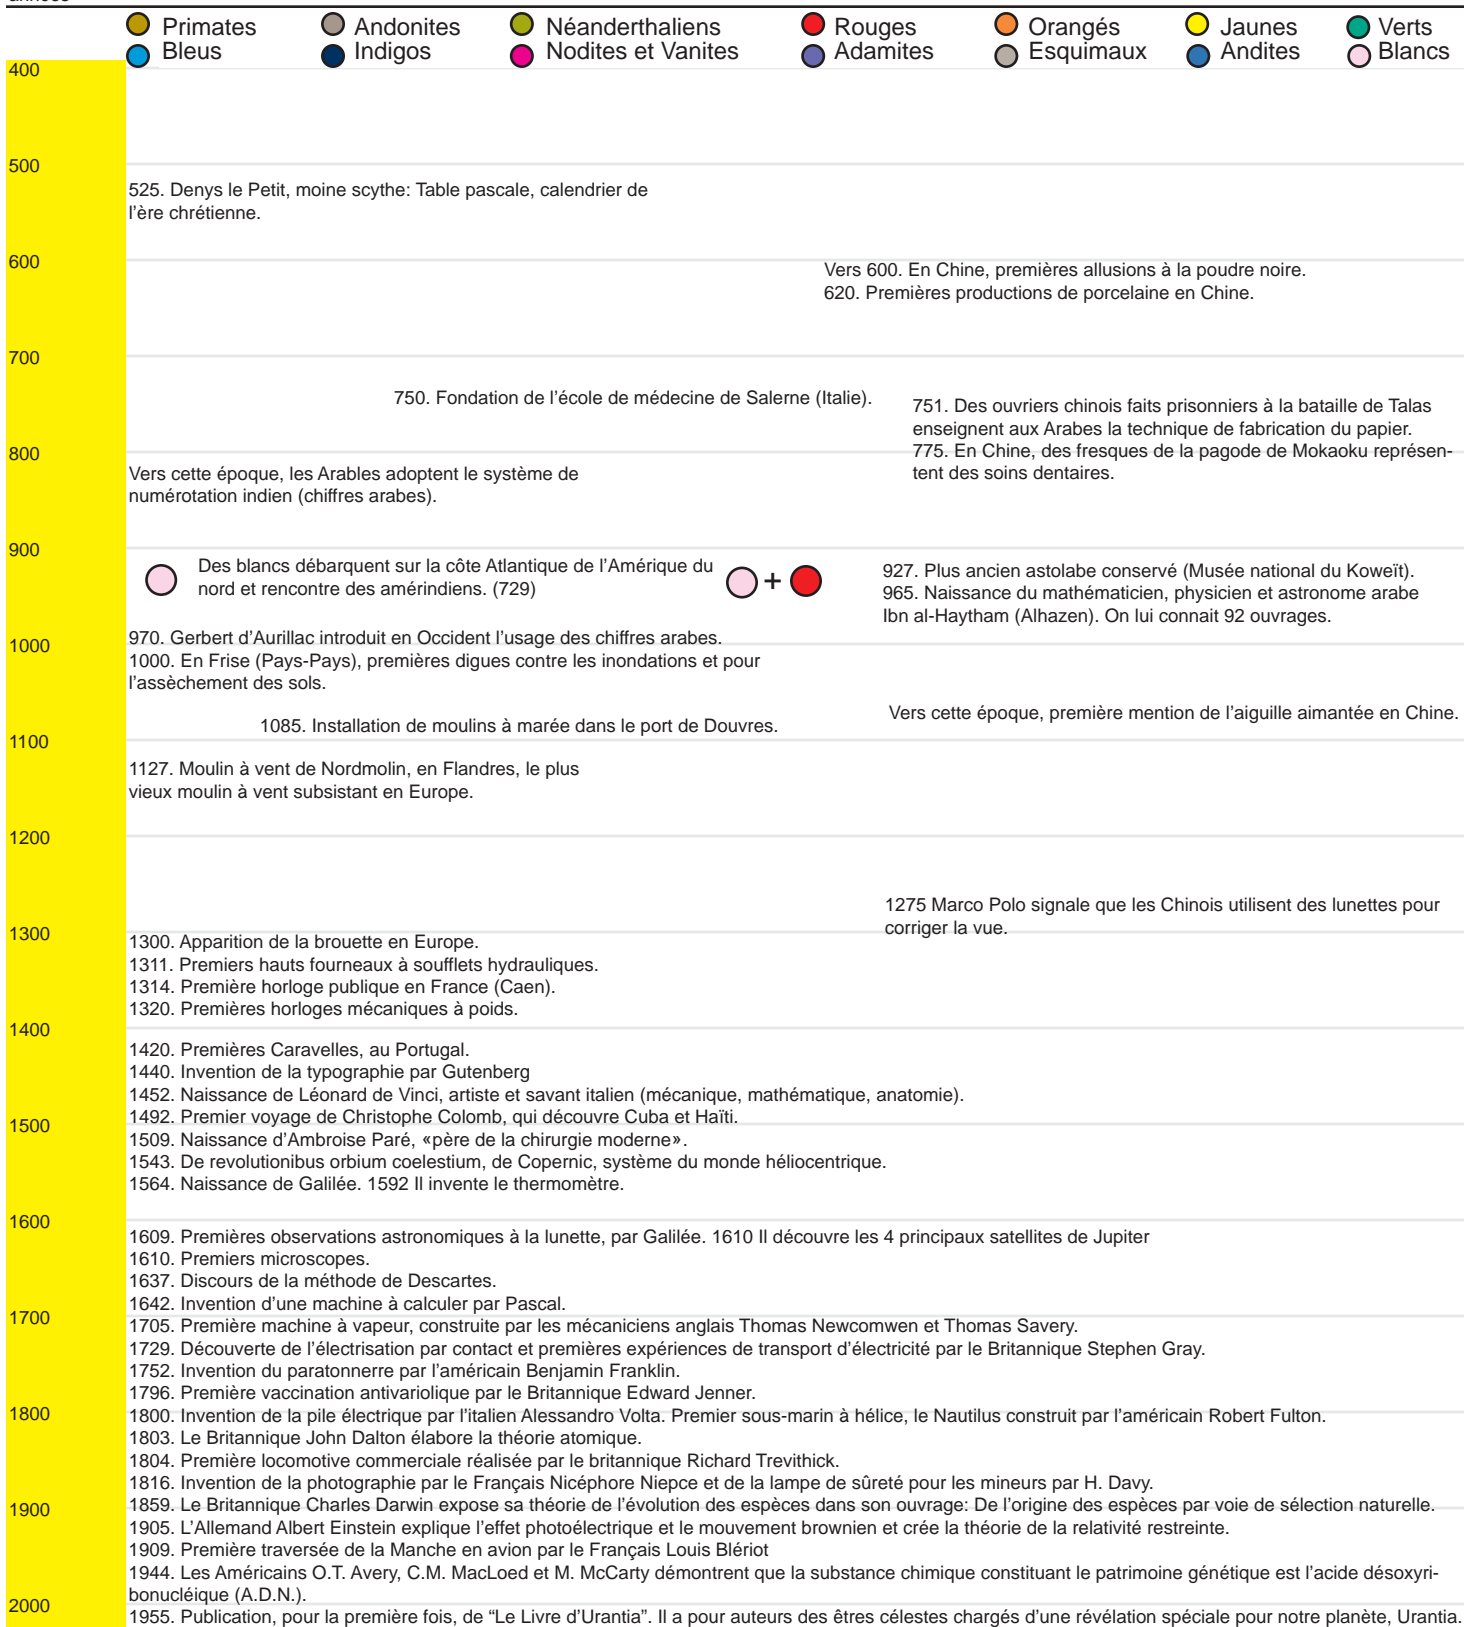 années
Primates Andonites Néanderthaliens Rouges Orangés Jaunes Verts
Bleus Indigos Nodites et Vanites Adamites Esquimaux Andites Blancs
400
500
525. Denys le Petit, moine scythe: Table pascale, calendrier de
l'ère chrétienne.
600
Vers 600. En Chine, premières allusions à la poudre noire.
620. Premières productions de porcelaine en Chine.
700
750. Fondation de l'école de médecine de Salerne (Italie).
751. Des ouvriers chinois faits prisonniers à la bataille de Talas
enseignent aux Arabes la technique de fabrication du papier.
775. En Chine, des fresques de la pagode de Mokaoku représen-
tent des soins dentaires.
800
Vers cette époque, les Arables adoptent le système de
numérotation indien (chiffres arabes).
900
Des blancs débarquent sur la côte Atlantique de l'Amérique du
nord et rencontre des amérindiens. (729)
+
927. Plus ancien astolabe conservé (Musée national du Koweït).
965. Naissance du mathématicien, physicien et astronome arabe
Ibn al-Haytham (Alhazen). On lui connait 92 ouvrages.
970. Gerbert d'Aurillac introduit en Occident l'usage des chiffres arabes.
1000
1000. En Frise (Pays-Pays), premières digues contre les inondations et pour
l'assèchement des sols.
Vers cette époque, première mention de l'aiguille aimantée en Chine.
1085. Installation de moulins à marée dans le port de Douvres.
1100
1127. Moulin à vent de Nordmolin, en Flandres, le plus
vieux moulin à vent subsistant en Europe.
1200
1275 Marco Polo signale que les Chinois utilisent des lunettes pour
corriger la vue.
1300
1300. Apparition de la brouette en Europe.
1311. Premiers hauts fourneaux à soufflets hydrauliques.
1314. Première horloge publique en France (Caen).
1320. Premières horloges mécaniques à poids.
1400
1420. Premières Caravelles, au Portugal.
1440. Invention de la typographie par Gutenberg
1452. Naissance de Léonard de Vinci, artiste et savant italien (mécanique, mathématique, anatomie).
1492. Premier voyage de Christophe Colomb, qui découvre Cuba et Haïti.
1500
1509. Naissance d'Ambroise Paré, «père de la chirurgie moderne».
1543. De revolutionibus orbium coelestium, de Copernic, système du monde héliocentrique.
1564. Naissance de Galilée. 1592 Il invente le thermomètre.
1600
1609. Premières observations astronomiques à la lunette, par Galilée. 1610 Il découvre les 4 principaux satellites de Jupiter
1610. Premiers microscopes.
1637. Discours de la méthode de Descartes.
1642. Invention d'une machine à calculer par Pascal.
1700
1705. Première machine à vapeur, construite par les mécaniciens anglais Thomas Newcomwen et Thomas Savery.
1729. Découverte de l'électrisation par contact et premières expériences de transport d'électricité par le Britannique Stephen Gray.
1752. Invention du paratonnerre par l'américain Benjamin Franklin.
1796. Première vaccination antivariolique par le Britannique Edward Jenner.
1800
1800. Invention de la pile électrique par l'italien Alessandro Volta. Premier sous-marin à hélice, le Nautilus construit par l'américain Robert Fulton.
1803. Le Britannique John Dalton élabore la théorie atomique.
1804. Première locomotive commerciale réalisée par le britannique Richard Trevithick.
1816. Invention de la photographie par le Français Nicéphore Niepce et de la lampe de sûreté pour les mineurs par H. Davy.
1900
1859. Le Britannique Charles Darwin expose sa théorie de l'évolution des espèces dans son ouvrage: De l'origine des espèces par voie de sélection naturelle.
1905. L'Allemand Albert Einstein explique l'effet photoélectrique et le mouvement brownien et crée la théorie de la relativité restreinte.
1909. Première traversée de la Manche en avion par le Français Louis Blériot
1944. Les Américains O.T. Avery, C.M. MacLoed et M. McCarty démontrent que la substance chimique constituant le patrimoine génétique est l'acide désoxyri-
bonucléique (A.D.N.).
2000
1955. Publication, pour la première fois, de “Le Livre d'Urantia”. Il a pour auteurs des êtres célestes chargés d'une révélation spéciale pour notre planète, Urantia.